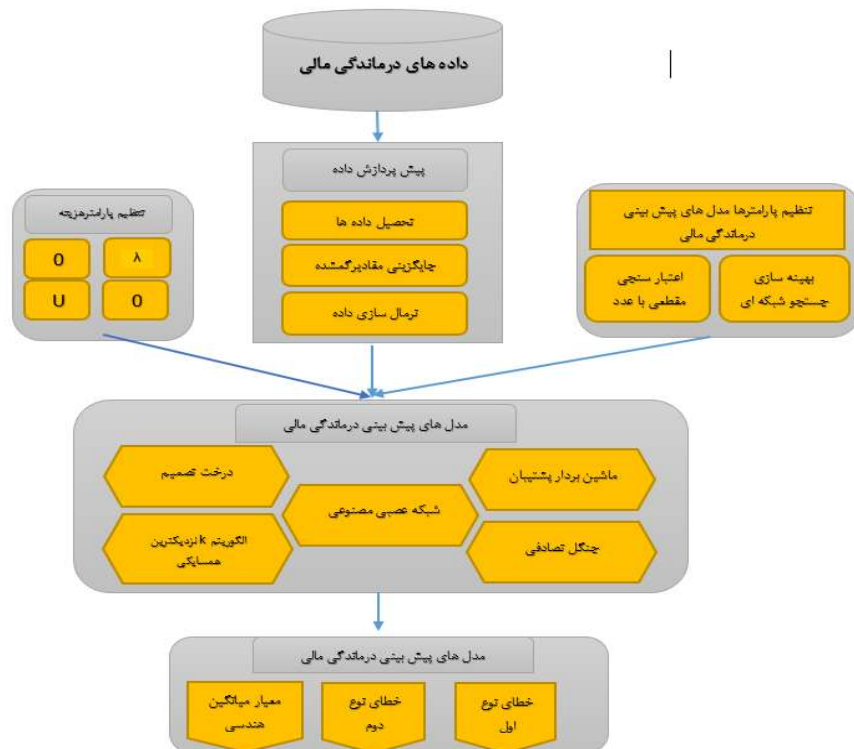 داده های درماندگی مالی
پیش پردازش داده
تحصیل داده ها
جایگزینی مقادیرگمشده
نرمال سازی داده
تنظیم پارامترها مدل های پیش بینی
درماندگی مالی
بهینه سازی
جستجو شبکه ای
اعتبار سنجی
مقطعی با عدد
تنظیم پارامترهزینه
0
λ
U
0
مدل های پیش بینی درماندگی مالی
ماشین بردار پشتیبان
درخت تصمیم
شبکه عصبی مصنوعی
جنگل تصادفی
الگوریتم k نزدیکترین
همسایگی
مدل های پیش بینی درماندگی مالی
خطای نوع
اول
خطای نوع
دوم
معیار میانگین
هندسی